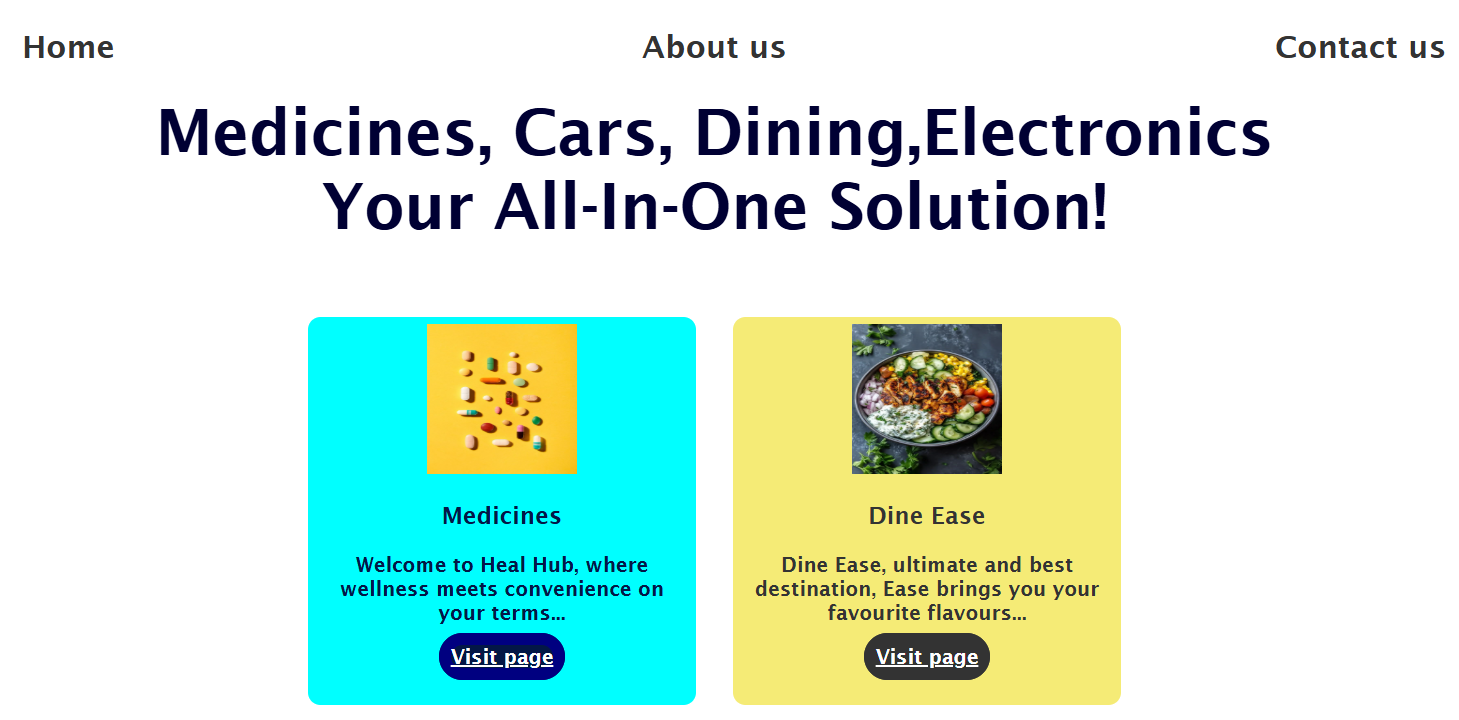 Home
About us
Contact us
Medicines, Cars, Dining,Electronics
Your All-In-One Solution!
Medicines
Welcome to Heal Hub, where
wellness meets convenience on
your terms...
Visit page
Dine Ease
Dine Ease, ultimate and best
destination, Ease brings you your
favourite flavours...
Visit page